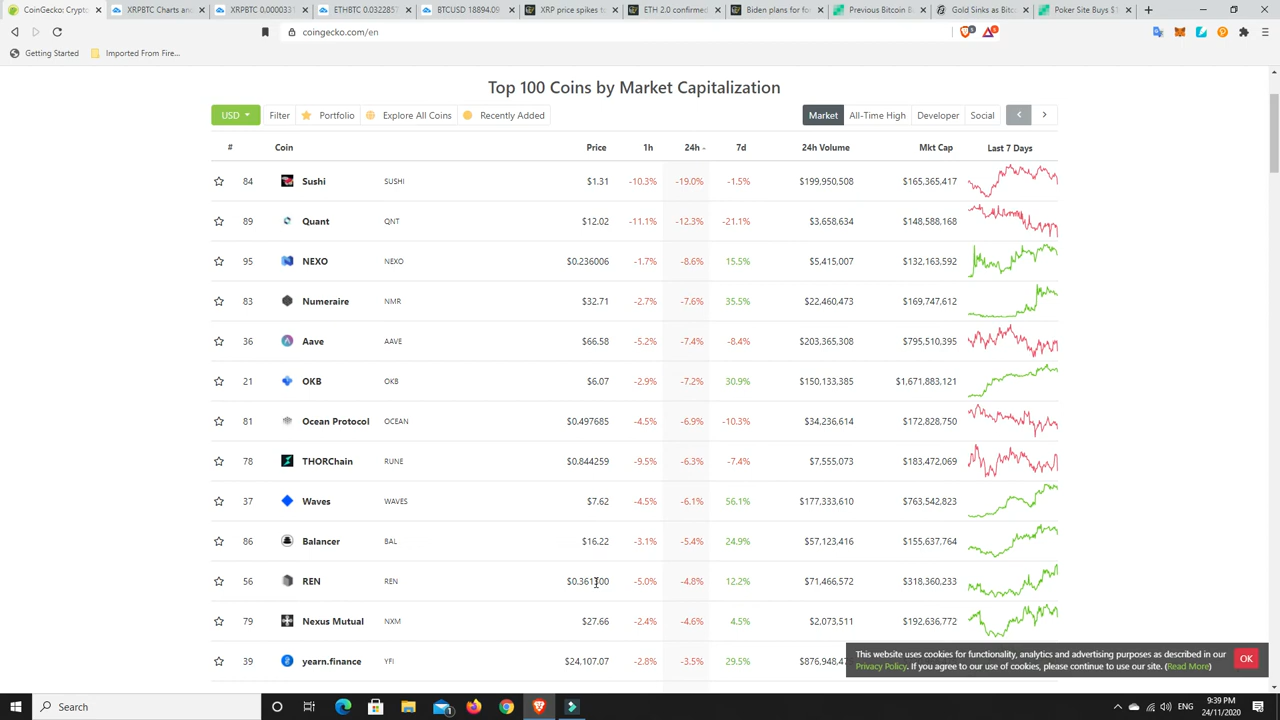 CoinGecko: Crypto
XRPBTC Charts an
XRPBTC 0.000033
ETHBTC 0.032285
BTCUSD 18894.09
XRP price spikes to
ETH 2.0 confirmed
Biden plans for fo
Previous Bitcoin B
Gold Sinks as Bitco
Poker Site Buys $1
coingecko.com/en
Getting Started
Imported From Fire...
Top 100 Coins by Market Capitalization
USD Filter Portfolio Explore All Coins Recently Added Market All-Time High Developer Social
# Coin Price 1h 24h 7d 24h Volume Mkt Cap Last 7 Days
84 Sushi SUSHI $1.31 -10.3% -19.0% -1.5% $199,950,508 $165,365,417
89 Quant QNT $12.02 -11.1% -12.3% -21.1% $3,658,634 $148,588,168
95 NEXO NEXO $0.236006 -1.7% -8.6% 15.5% $5,415,007 $132,163,592
83 Numeraire NMR $32.71 -2.7% -7.6% 35.5% $22,460,473 $169,747,612
36 Aave AAVE $66.58 -5.2% -7.4% -8.4% $203,365,308 $795,510,395
21 OKB OKB $6.07 -2.9% -7.2% 30.9% $150,133,385 $1,671,883,121
81 Ocean Protocol OCEAN $0.497685 -4.5% -6.9% -10.3% $34,236,614 $172,828,750
78 THORChain RUNE $0.844259 -9.5% -6.3% -7.4% $7,555,073 $183,472,069
37 Waves WAVES $7.62 -4.5% -6.1% 56.1% $177,333,610 $763,542,823
86 Balancer BAL $16.22 -3.1% -5.4% 24.9% $57,123,416 $155,637,764
56 REN REN -5.0% -4.8% 12.2% $71,466,572 $318,360,233
79 Nexus Mutual NXM $27.66 -2.4% -4.6% 4.5% $2,073,511 $192,636,772
39 yearn.finance YFI $24,107.07 -2.8% -3.5% 29.5%
This website uses cookies for functionality, analytics and advertising purposes as described in our
Privacy Policy. If you agree to our use of cookies, please continue to use our site. (Read More)
OK
Search
ENG
9:39 PM
24/11/2020